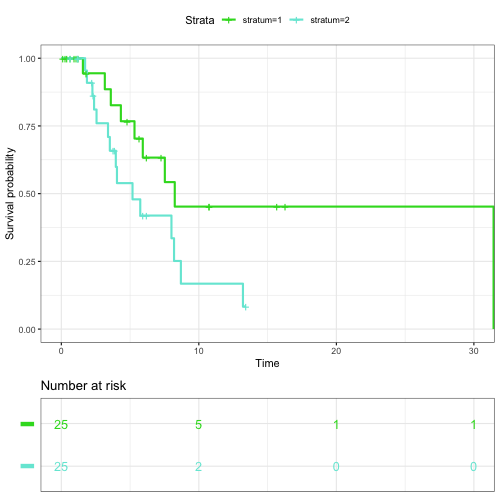 Strata stratum=1 stratum=2
1.00
0.75
0.50
0.25
0.00
Survival probability
0 10 20 30
Time
Number at risk
25 5 1 1
25 2 0 0